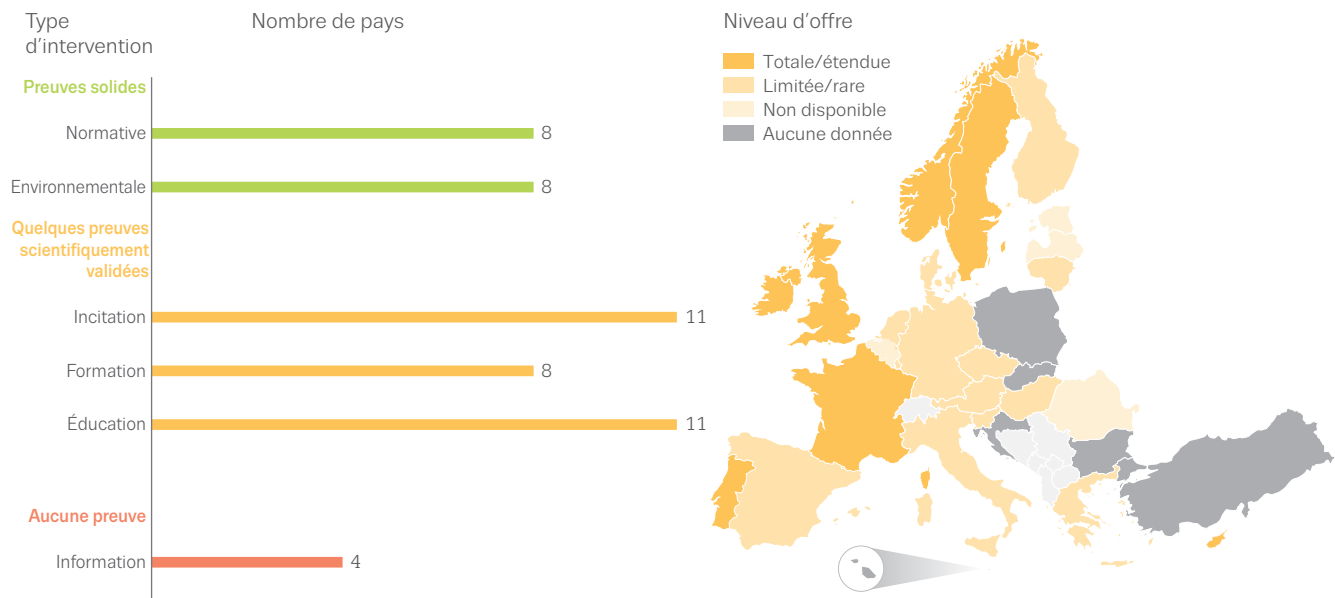 Type
d’intervention
Nombre de pays
Preuves solides
Normative
8
Environnementale
8
Quelques preuves
scientifiquement
validées
Incitation
11
Formation
8
Éducation
11
Aucune preuve
Information
4
Niveau d’offre
Totale/étendue
Limitée/rare
Non disponible
Aucune donnée